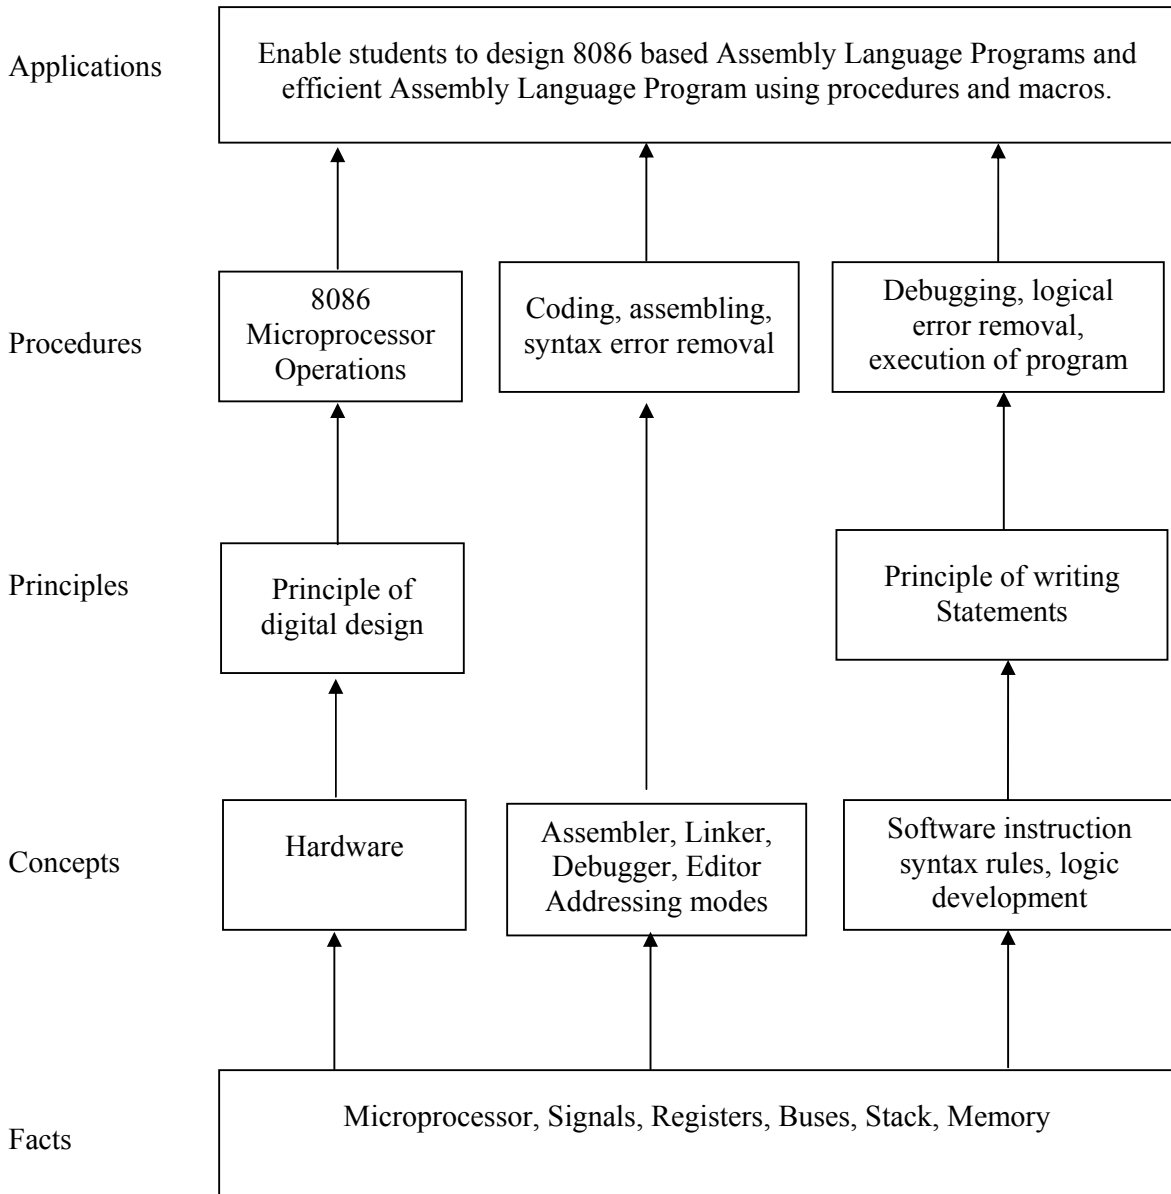 Applications
Enable students to design 8086 based Assembly Language Programs and
efficient Assembly Language Program using procedures and macros.
Procedures
8086
Microprocessor
Operations
Coding, assembling,
syntax error removal
Debugging, logical
error removal,
execution of program
Principles
Principle of
digital design
Principle of writing
Statements
Concepts
Hardware
Assembler, Linker,
Debugger, Editor
Addressing modes
Software instruction
syntax rules, logic
development
Facts
Microprocessor, Signals, Registers, Buses, Stack, Memory